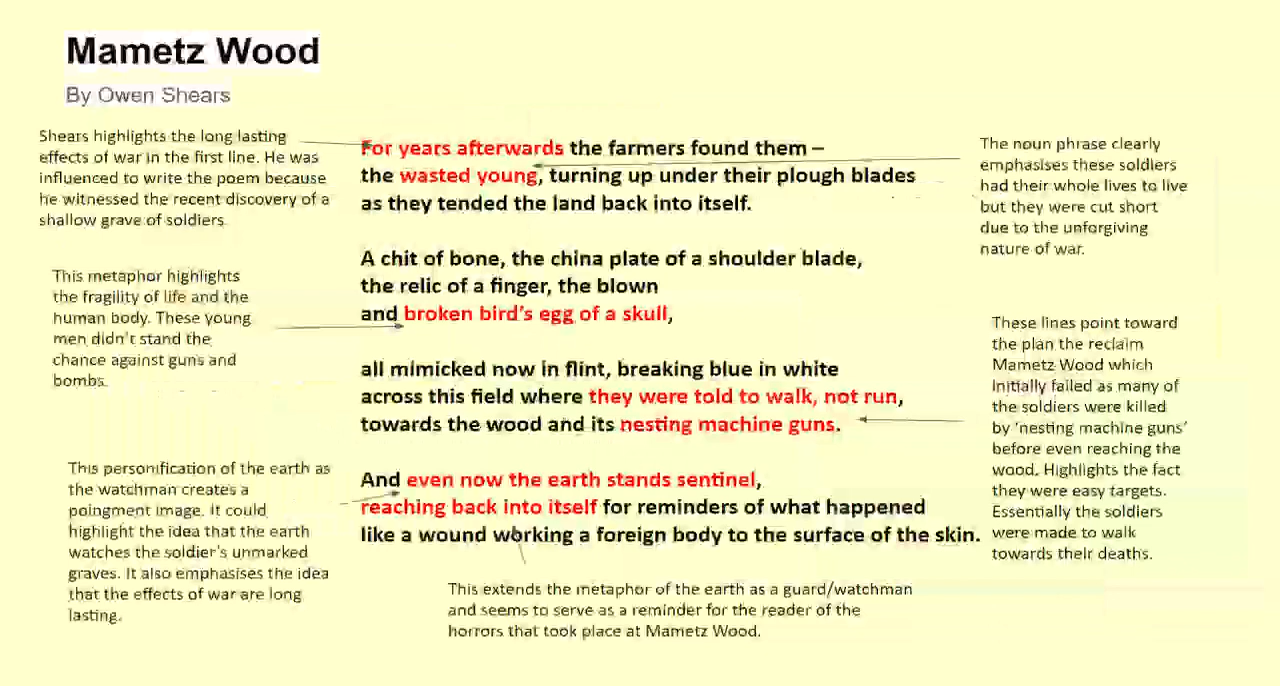 Mametz Wood
By Owen Shears
Shears highlights the long lasting
effects of war in the first line. He was
influenced to write the poem because
he witnessed the recent discovery of a
shallow grave of soldiers.
This metaphor highlights
the fragility of life and the
human body. These young
men didn't stand the
chance against guns and
bombs.
This personification of the earth as
the watchman creates a
poingment image. It could
highlight the idea that the earth
watches the soldier's unmarked
graves. It also emphasises the idea
that the effects of war are long
lasting.
For years afterwards the farmers found them –
the wasted young, turning up under their plough blades
as they tended the land back into itself.
A chit of bone, the china plate of a shoulder blade,
the relic of a finger, the blown
and broken bird's egg of a skull,
all mimicked now in flint, breaking blue in white
across this field where they were told to walk, not run,
towards the wood and its nesting machine guns.
And even now the earth stands sentinel,
reaching back into itself for reminders of what happened
like a wound working a foreign body to the surface of the skin.
This extends the metaphor of the earth as a guard/watchman
and seems to serve as a reminder for the reader of the
horrors that took place at Mametz Wood.
The noun phrase clearly
emphasises these soldiers
had their whole lives to live
but they were cut short
due to the unforgiving
nature of war.
These lines point toward
the plan the reclaim
Mametz Wood which
initially failed as many of
the soldiers were killed
by 'nesting machine guns'
before even reaching the
wood. Highlights the fact
they were easy targets.
Essentially the soldiers
were made to walk
towards their deaths.